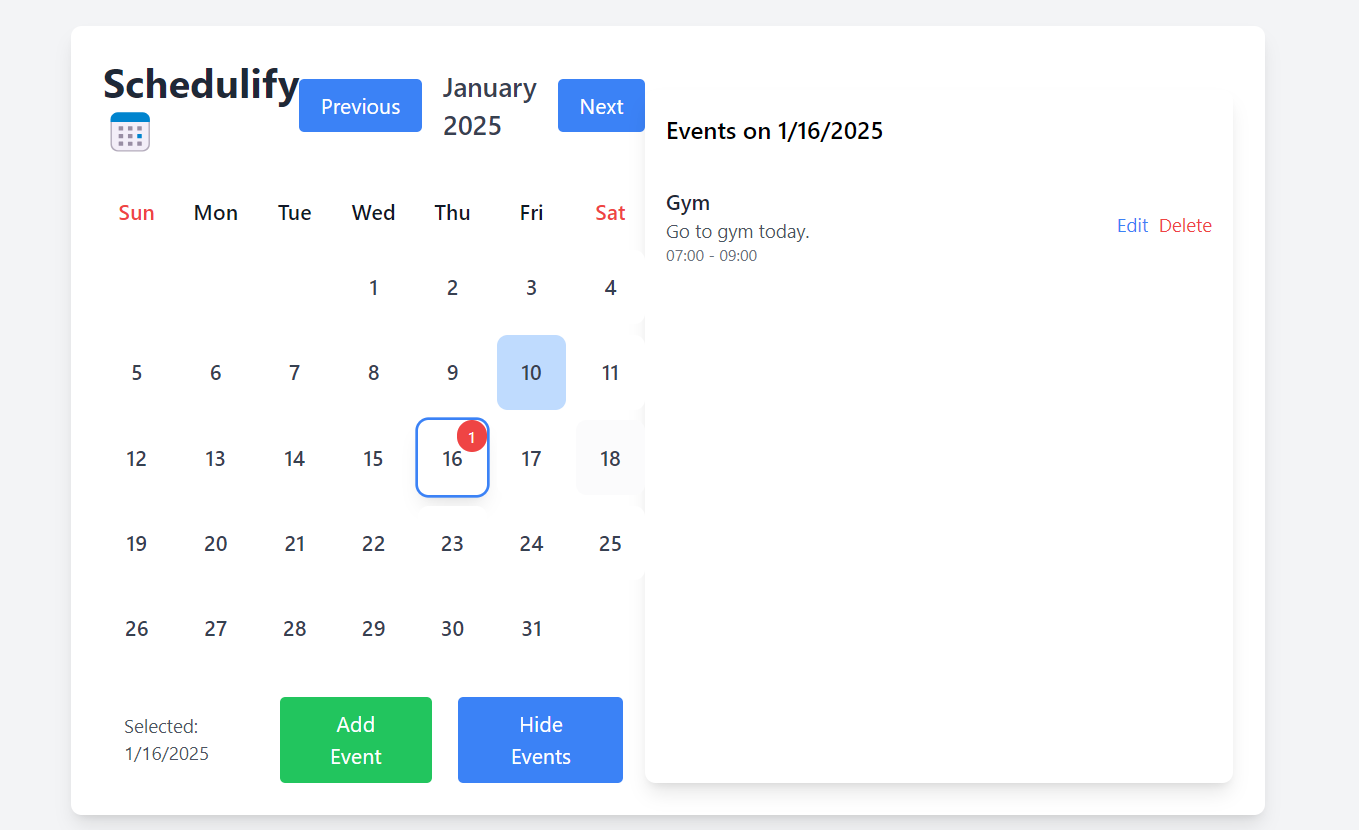 Schedulify
Previous
January
2025
Next
Sun Mon Tue Wed Thu Fri Sat
1 2 3 4
5 6 7 8 9 10 11
1
12 13 14 15 16 17 18
19 20 21 22 23 24 25
26 27 28 29 30 31
Selected:
1/16/2025
Add
Event
Hide
Events
Events on 1/16/2025
Gym
Go to gym today.
07:00 - 09:00
Edit Delete